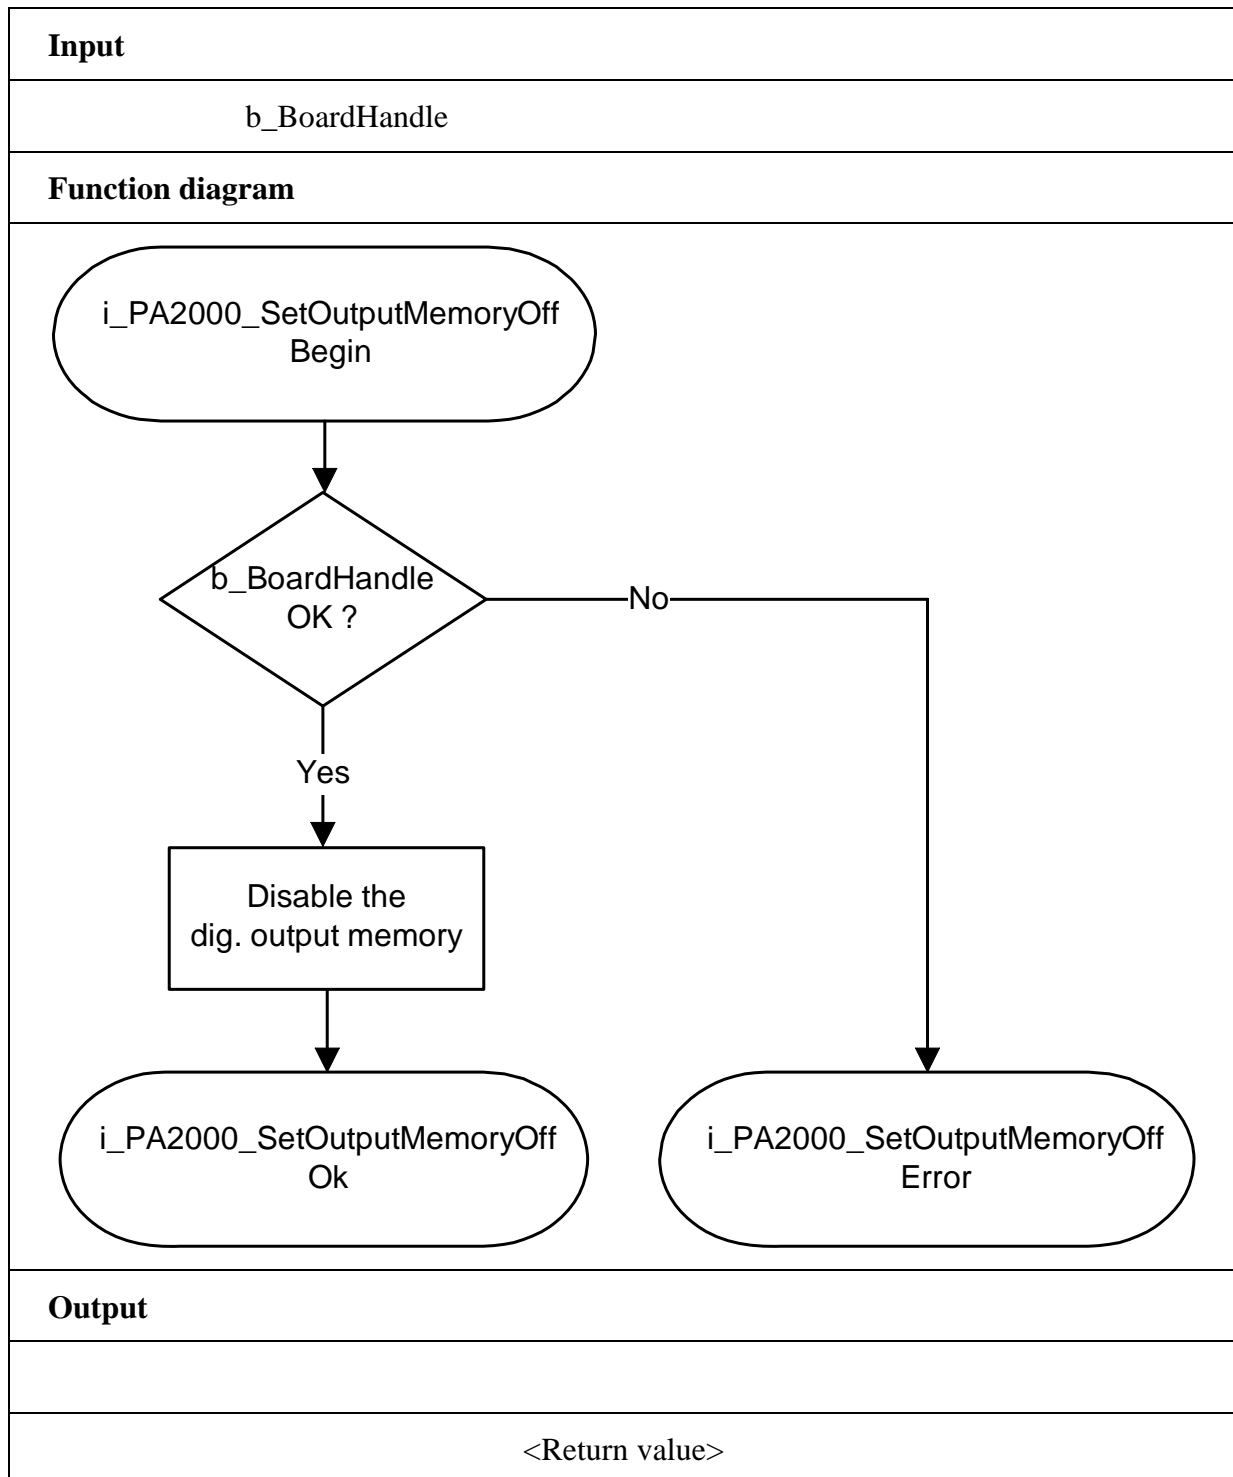 Input
b_BoardHandle
Function diagram
i_PA2000_SetOutputMemoryOff
Begin
b_BoardHandle
OK ?
No
Yes
Disable the
dig. output memory
i_PA2000_SetOutputMemoryOff
Ok
i_PA2000_SetOutputMemoryOff
Error
Output
<Return value>